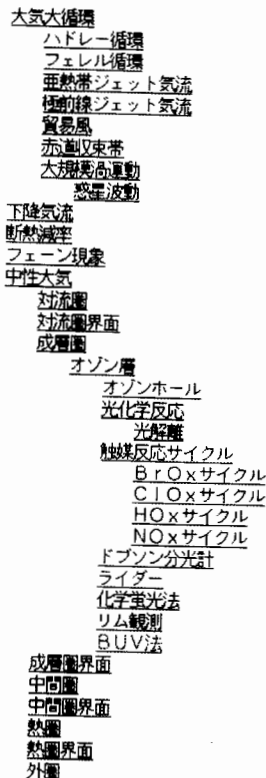 大気大循環
ハドレー循環
フェレル循環
亜熱帯ジェット気流
極前線ジェット気流
貿易風
赤道収束帯
大規模渦運動
惑星波動
下降気流
断熱減率
フェーン現象
中性大気
対流圏
対流圏界面
成層圏
オゾン層
オゾンホール
光化学反応
光解離
触媒反応サイクル
BrOxサイクル
ClOxサイクル
HOxサイクル
NOxサイクル
ドブソン分光計
ライダー
化学蛍光法
リム観測
BUV法
成層圏界面
中間圏
中間圏界面
熱圏
熱圏界面
外圏